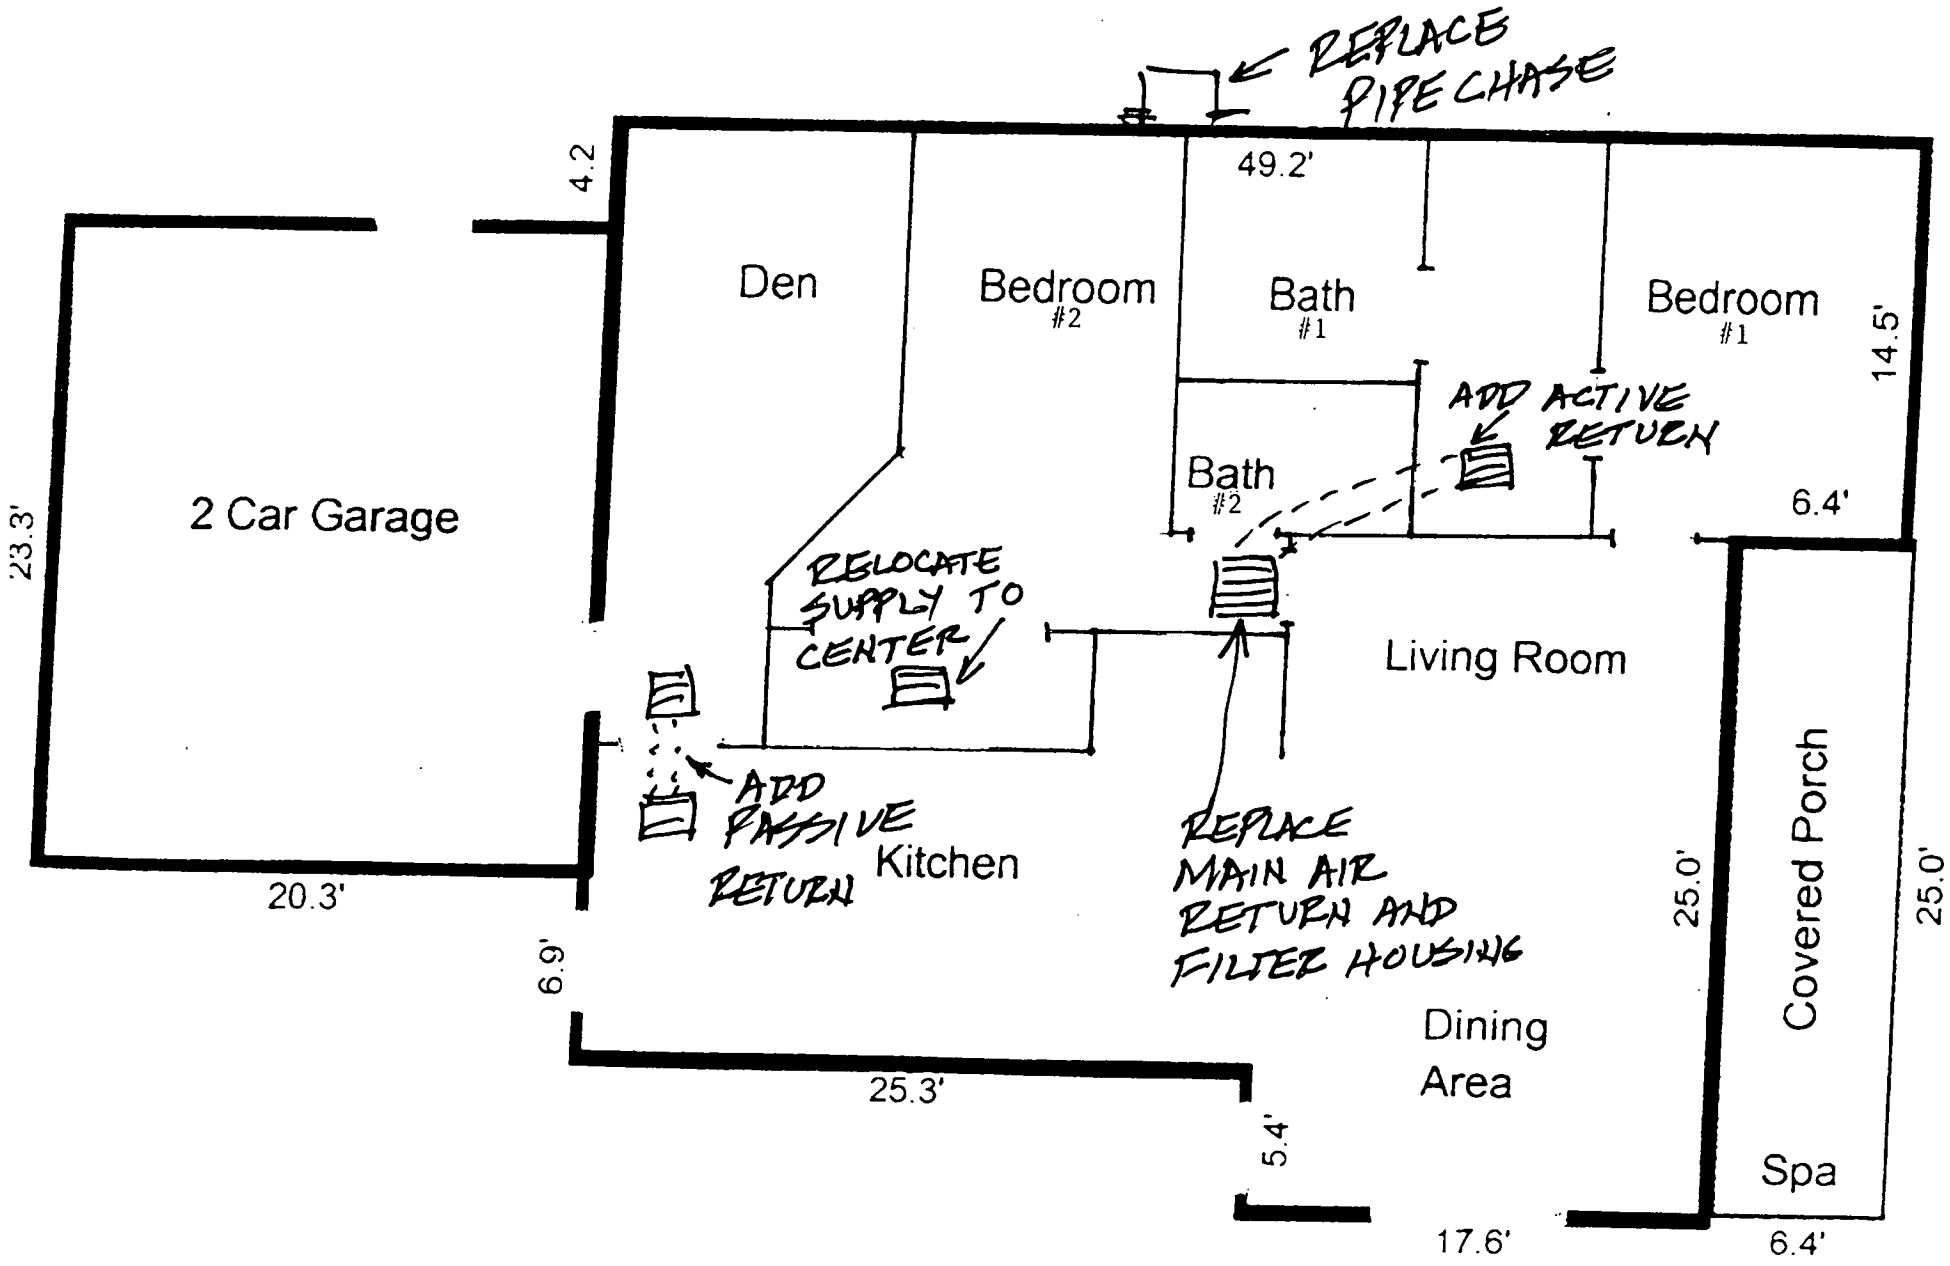 REPLACE
PIPE CHASE
4.2
49.2'
Den
Bedroom
#2
Bath
#1
Bedroom
#1
14.5'
ADD ACTIVE
RETURN
Bath
#2
6.4'
2 Car Garage
23.3'
RELOCATE
SUPPLY TO
CENTER
Living Room
ADD
PASSIVE
RETURN
Kitchen
REPLACE
MAIN AIR
RETURN AND
FILTER HOUSING
Covered Porch
25.0'
25.0'
20.3'
6.9'
Dining
Area
25.3'
5.4'
Spa
17.6'
6.4'